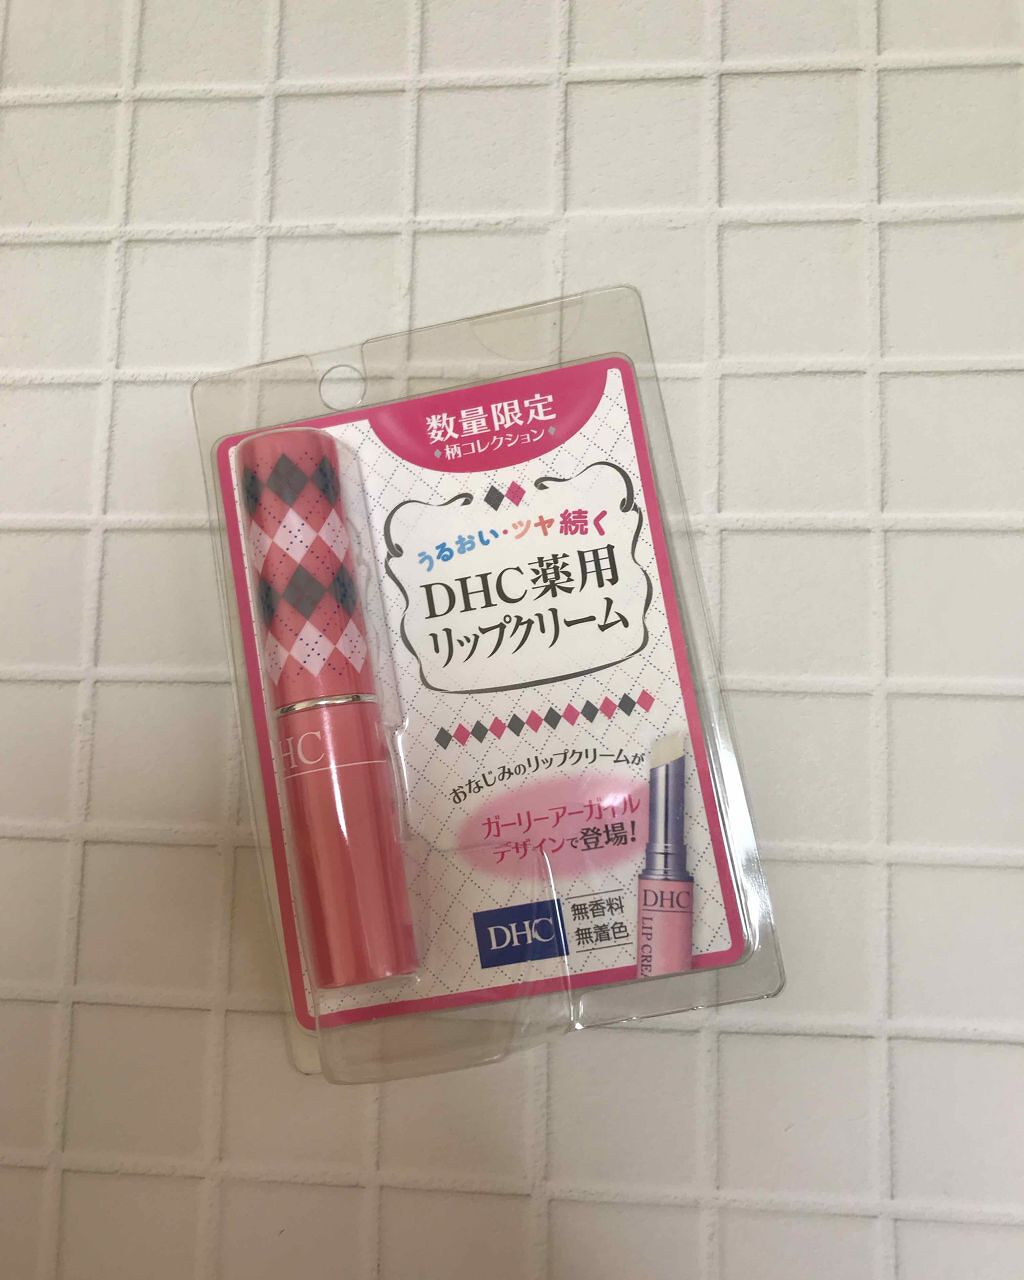 数量限定
柄コレクション
うるおい・ツヤ続く
DHC薬用
リップクリーム
おなじみのリップクリームが
ガーリーアーガイル
デザインで登場!
DHC
無香料
無着色
DHC
LIP CREA
HC